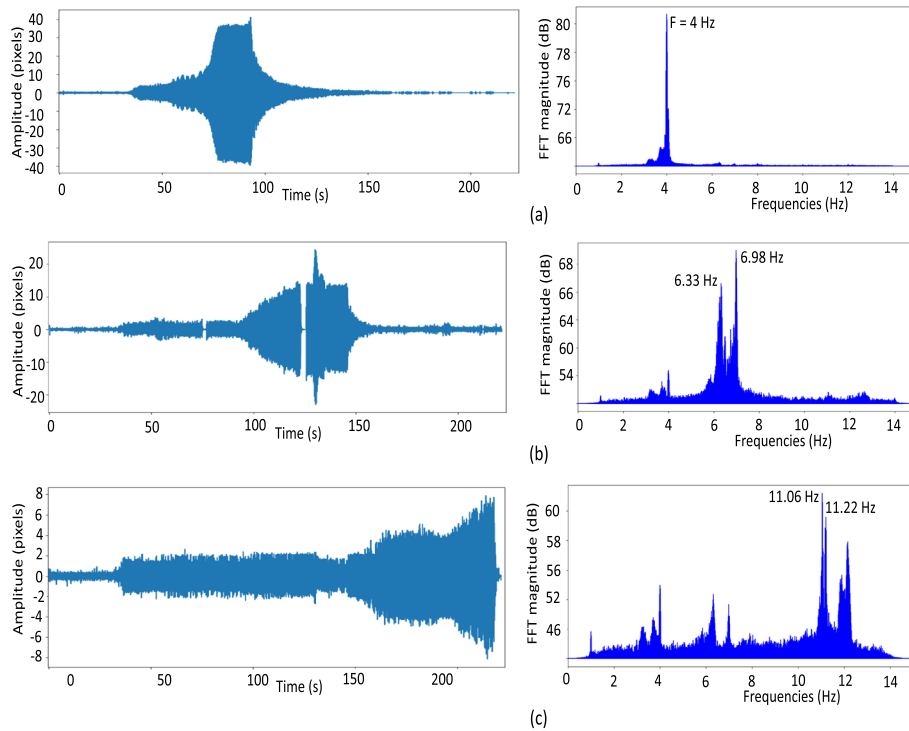 40
30
20
10
0
-10
-20
-30
-40
Amplitude (pixels)
0 50 100 150 200
Time (s)
80
78
76
72
66
FFT magnitude (dB)
F = 4 Hz
0 2 4 6 8 10 12 14
Frequencies (Hz)
(a)
20
10
0
-10
-20
Amplitude (pixels)
0 50 100 150 200
Time (s)
68
66
64
60
54
FFT magnitude (dB)
6.98 Hz
6.33 Hz
0 2 4 6 8 10 12 14
Frequencies (Hz)
(b)
8
6
4
2
0
-2
-4
-6
-8
Amplitude (pixels)
0 50 100 150 200
Time (s)
60
58
56
52
46
FFT magnitude (dB)
11.06 Hz
11.22 Hz
0 2 4 6 8 10 12 14
Frequencies (Hz)
(c)